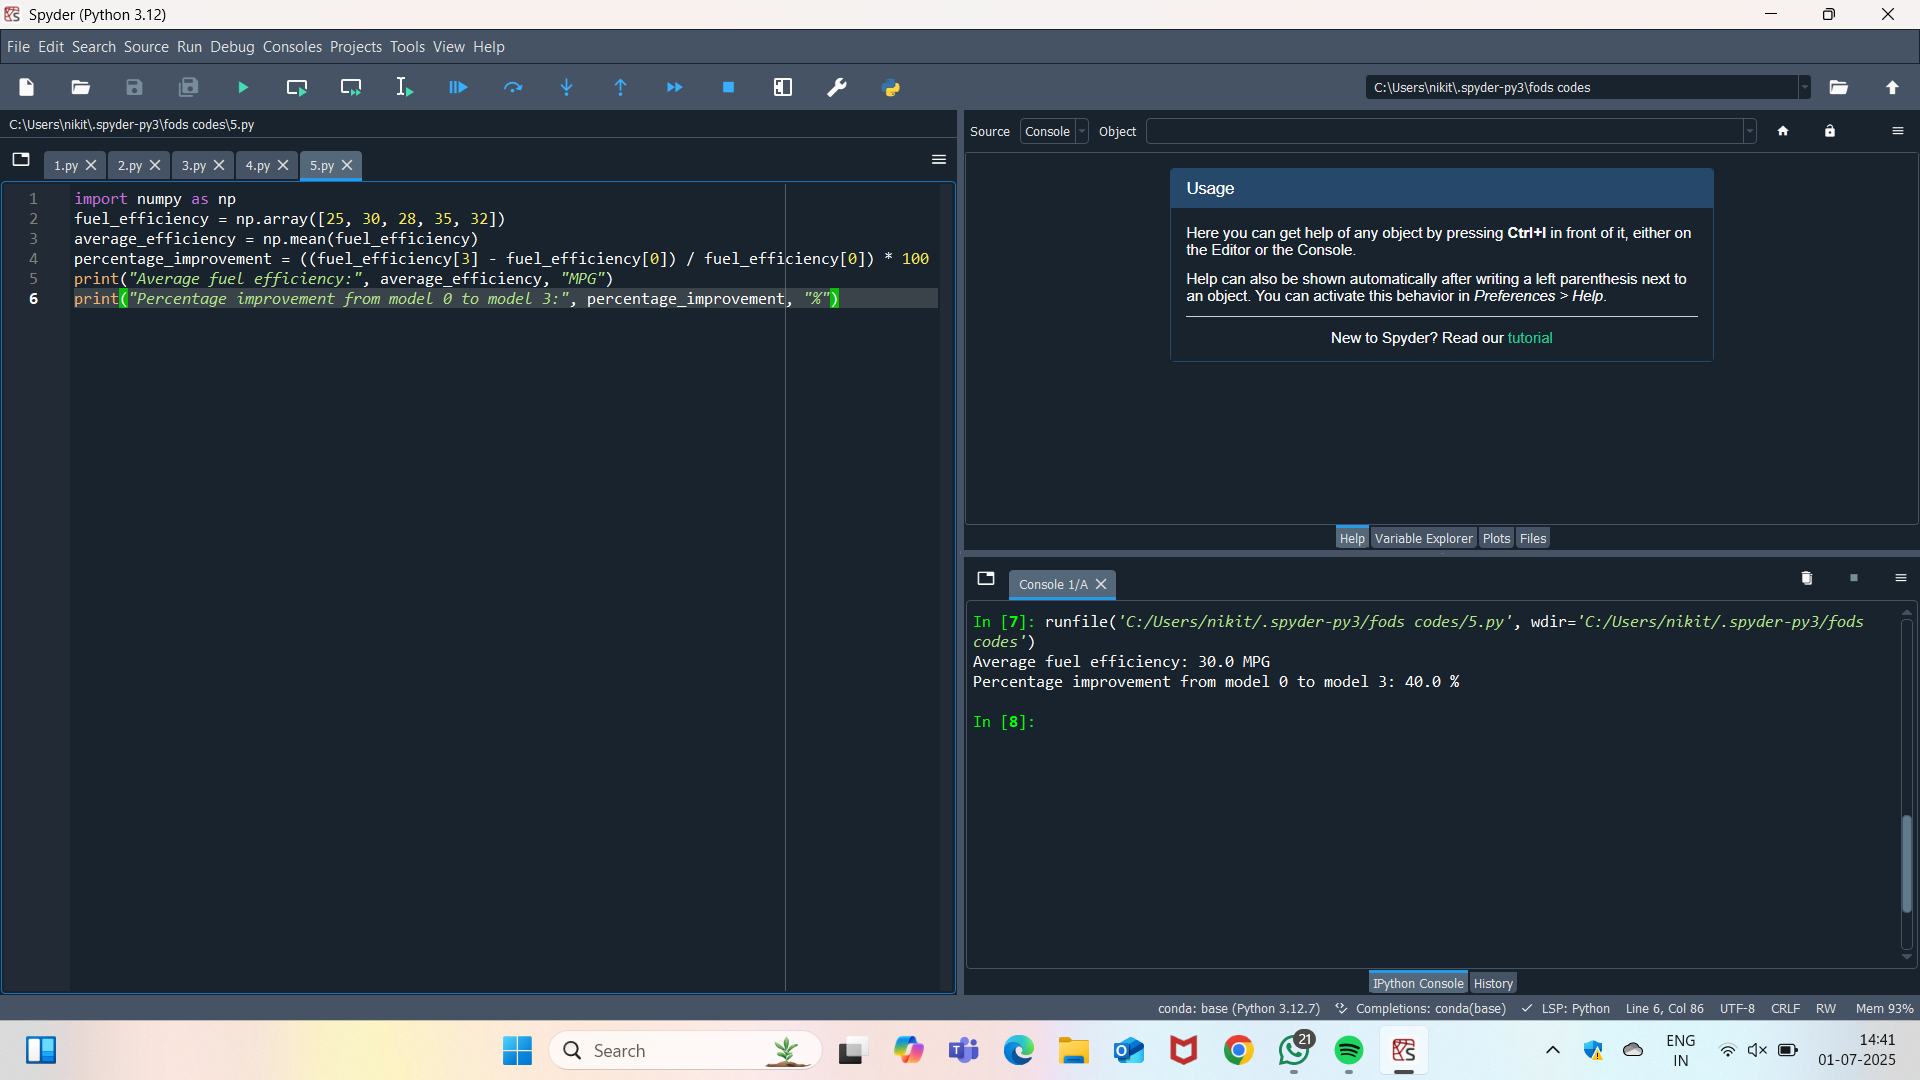 Spyder (Python 3.12)
File Edit Search Source Run Debug Consoles Projects Tools View Help
C:\Users\nikit\.spyder-py3\fods codes
C:\Users\nikit\.spyder-py3\fods codes\5.py
1.py 2.py 3.py 4.py 5.py
1 import numpy as np
2 fuel_efficiency = np.array([25, 30, 28, 35, 32])
3 average_efficiency = np.mean(fuel_efficiency)
4 percentage_improvement = ((fuel_efficiency[3] - fuel_efficiency[0]) / fuel_efficiency[0]) * 100
5 print("Average fuel efficiency:", average_efficiency, "MPG")
6 print("Percentage improvement from model 0 to model 3:", percentage_improvement, "%")
Source Console Object
Usage
Here you can get help of any object by pressing Ctrl+I in front of it, either on
the Editor or the Console.
Help can also be shown automatically after writing a left parenthesis next to
an object. You can activate this behavior in Preferences > Help.
New to Spyder? Read our tutorial
Help Variable Explorer Plots Files
Console 1/A
In [7]: runfile('C:/Users/nikit/.spyder-py3/fods codes/5.py', wdir='C:/Users/nikit/.spyder-py3/fods
codes')
Average fuel efficiency: 30.0 MPG
Percentage improvement from model 0 to model 3: 40.0 %
In [8]:
IPython Console History
conda: base (Python 3.12.7) Completions: conda(base) LSP: Python Line 6, Col 86 UTF-8 CRLF RW Mem 93%
Search
21
ENG
IN
14:41
01-07-2025